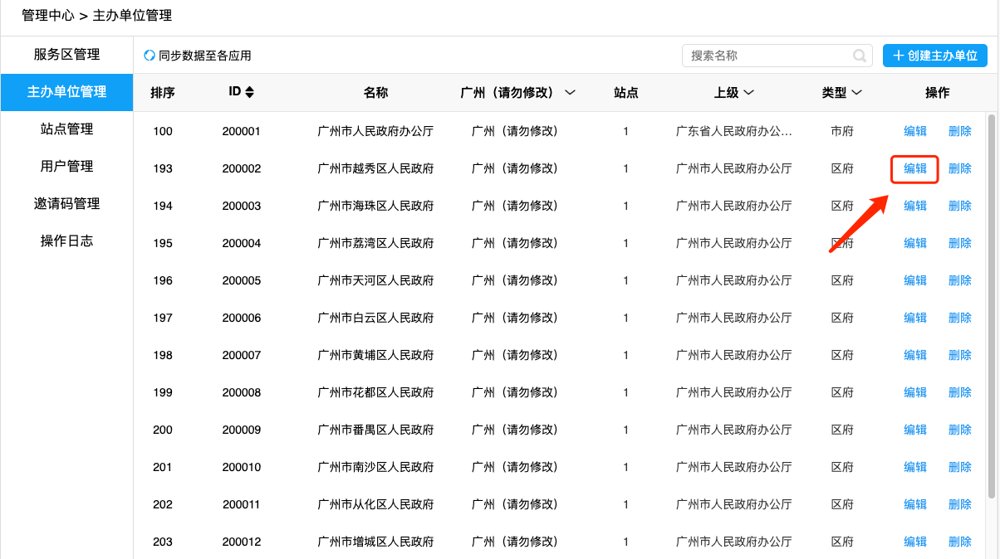 管理中心 > 主办单位管理
服务区管理
主办单位管理
站点管理
用户管理
邀请码管理
操作日志
同步数据至各应用 搜索名称 创建主办单位
排序 ID 名称 广州（请勿修改） 站点 上级 类型 操作
100 200001 广州市人民政府办公厅 广州（请勿修改） 1 广东省人民政府办公... 市府 编辑 删除
193 200002 广州市越秀区人民政府 广州（请勿修改） 1 广州市人民政府办公厅 区府 编辑 删除
194 200003 广州市海珠区人民政府 广州（请勿修改） 1 广州市人民政府办公厅 区府 编辑 删除
195 200004 广州市荔湾区人民政府 广州（请勿修改） 1 广州市人民政府办公厅 区府 编辑 删除
196 200005 广州市天河区人民政府 广州（请勿修改） 1 广州市人民政府办公厅 区府 编辑 删除
197 200006 广州市白云区人民政府 广州（请勿修改） 1 广州市人民政府办公厅 区府 编辑 删除
198 200007 广州市黄埔区人民政府 广州（请勿修改） 1 广州市人民政府办公厅 区府 编辑 删除
199 200008 广州市花都区人民政府 广州（请勿修改） 1 广州市人民政府办公厅 区府 编辑 删除
200 200009 广州市番禺区人民政府 广州（请勿修改） 1 广州市人民政府办公厅 区府 编辑 删除
201 200010 广州市南沙区人民政府 广州（请勿修改） 1 广州市人民政府办公厅 区府 编辑 删除
202 200011 广州市从化区人民政府 广州（请勿修改） 1 广州市人民政府办公厅 区府 编辑 删除
203 200012 广州市增城区人民政府 广州（请勿修改） 1 广州市人民政府办公厅 区府 编辑 删除